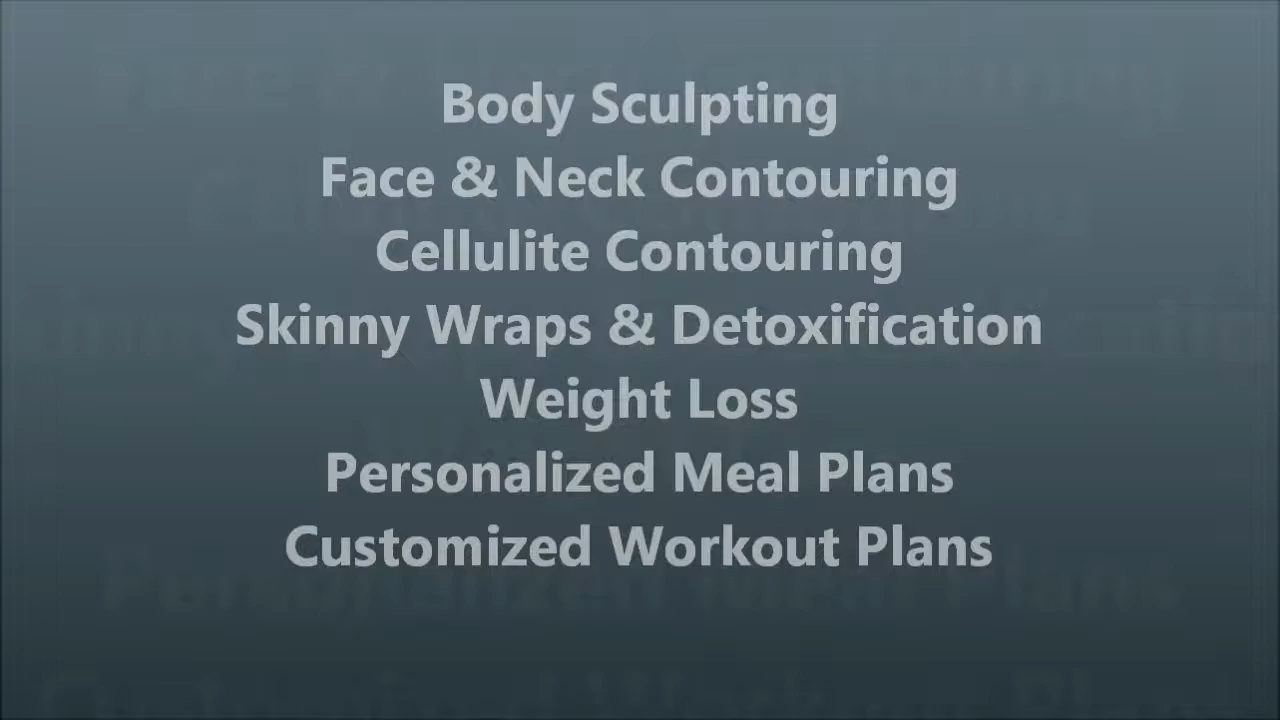 Body Sculpting
Face & Neck Contouring
Cellulite Contouring
Skinny Wraps & Detoxification
Weight Loss
Personalized Meal Plans
Customized Workout Plans